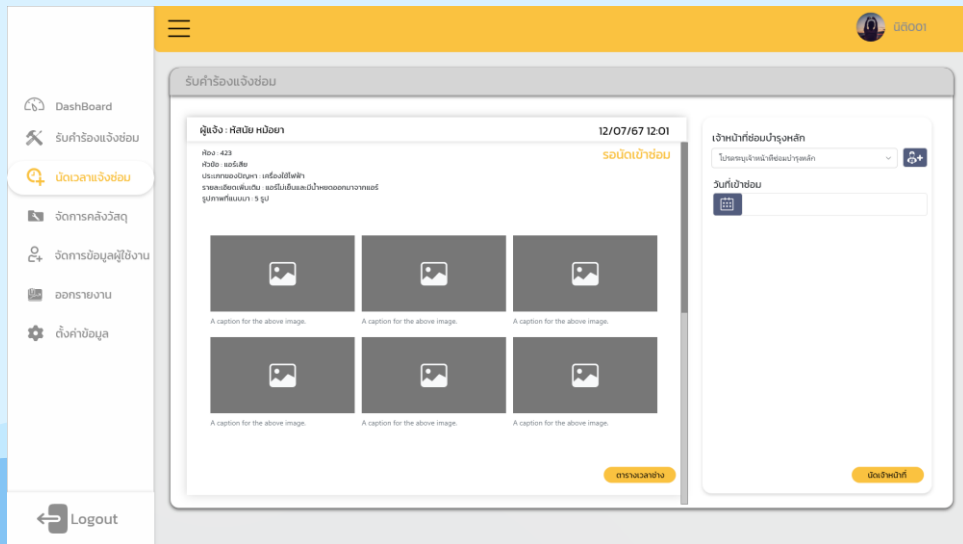 นิติ001
DashBoard
รับคำร้องแจ้งซ่อม
นัดเวลาแจ้งซ่อม
จัดการคลังวัสดุ
จัดการข้อมูลผู้ใช้งาน
ออกรายงาน
ตั้งค่าข้อมูล
Logout
รับคำร้องแจ้งซ่อม
ผู้แจ้ง : หัสนัย หม้อยา 12/07/67 12:01
รอนัดเข้าซ่อม
ห้อง : 423
หัวข้อ : แอร์เสีย
ประเภทของปัญหา : เครื่องใช้ไฟฟ้า
รายละเอียดเพิ่มเติม : แอร์ไม่เย็นและมีน้ำหยดออกมาจากแอร์
รูปภาพที่แนบมา : 5 รูป
A caption for the above image. A caption for the above image. A caption for the above image.
A caption for the above image. A caption for the above image. A caption for the above image.
ตารางเวลาช่าง
เจ้าหน้าที่ซ่อมบำรุงหลัก
โปรดระบุเจ้าหน้าที่ซ่อมบำรุงหลัก
วันที่เข้าซ่อม
นัดเจ้าหน้าที่